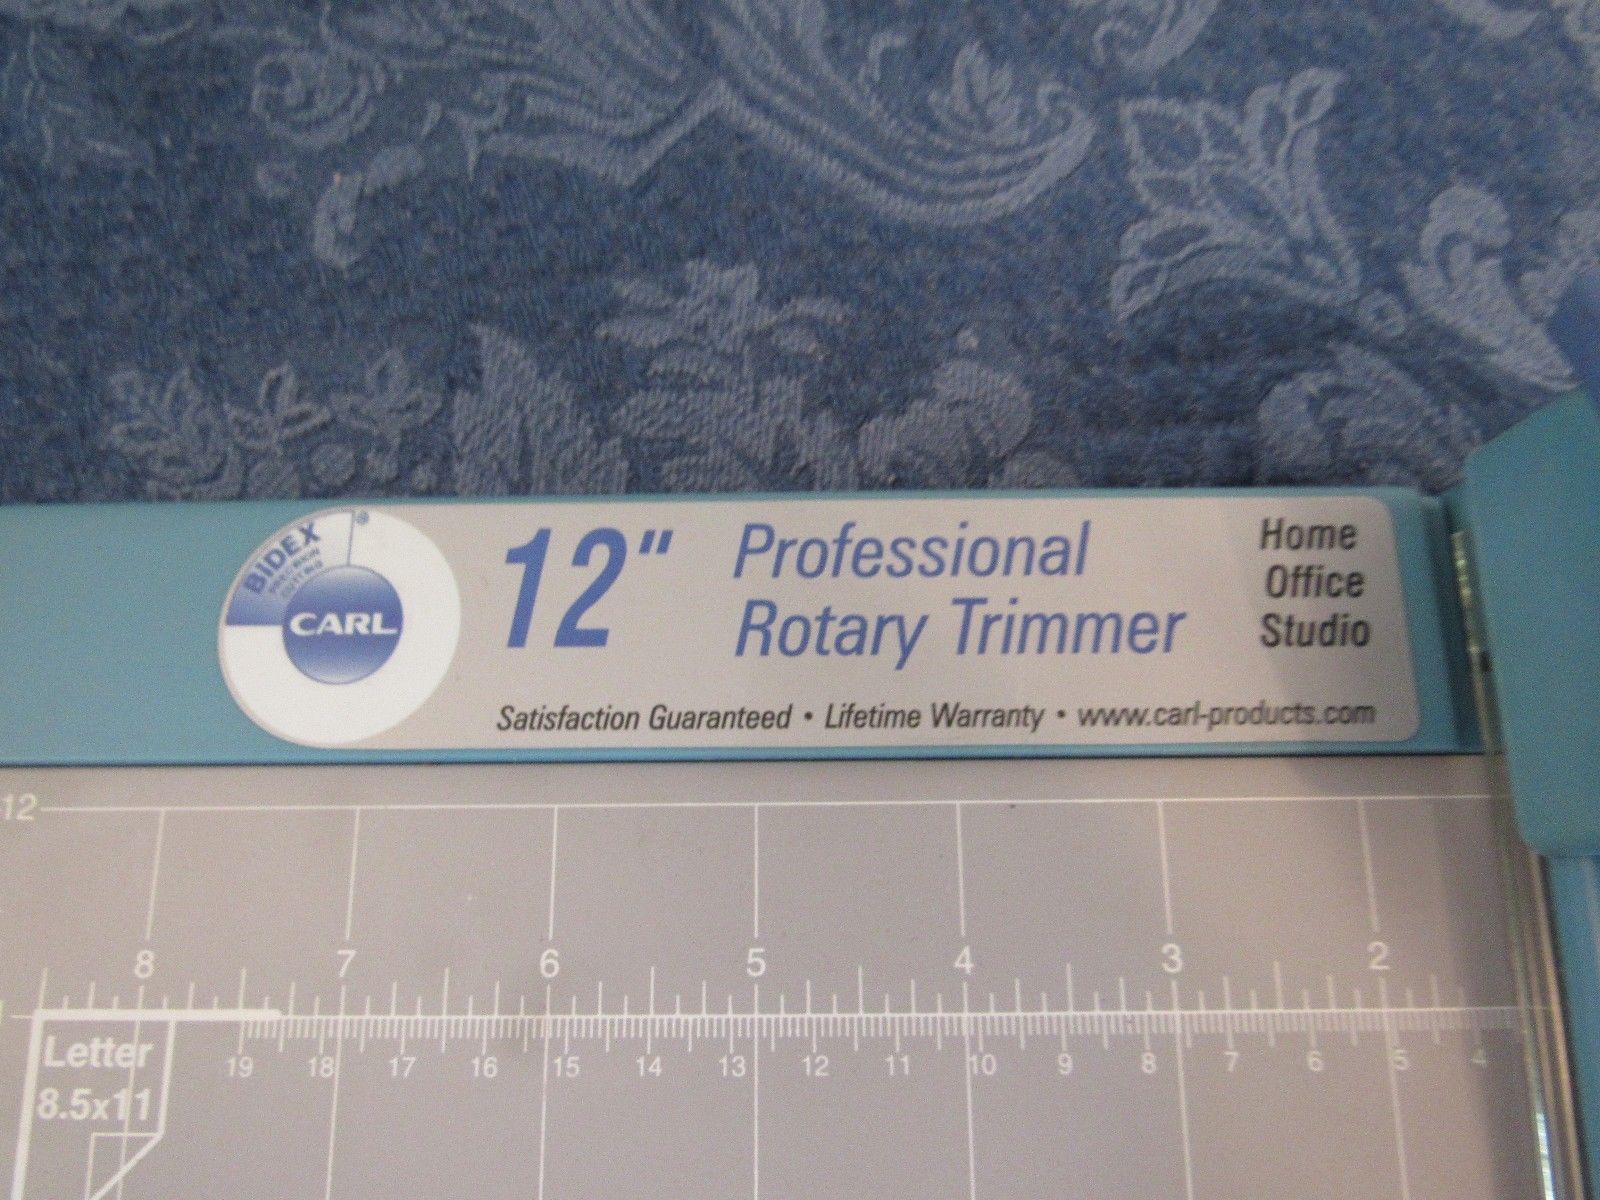 BIDEX
PRECISION
CUTTING
®
CARL
12"
Professional
Rotary Trimmer
Home
Office
Studio
Satisfaction Guaranteed • Lifetime Warranty • www.carl-products.com
12
8 7 6 5 4 3 2
19 18 17 16 15 14 13 12 11 10 9 8 7 6 5 4
Letter
8.5x11